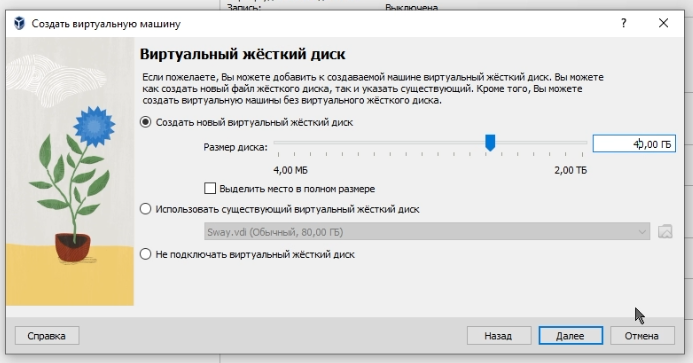 Запись:
Выключена
Создать виртуальную машину
Виртуальный жёсткий диск
Если пожелаете, Вы можете добавить к создаваемой машине виртуальный жёсткий диск. Вы можете
как создать новый файл жёсткого диска, так и указать существующий. Кроме того, Вы можете
создать виртуальную машины без виртуального жёсткого диска.
Создать новый виртуальный жёсткий диск
Размер диска:
4,00 МБ
2,00 ТБ
Выделить место в полном размере
Использовать существующий виртуальный жёсткий диск
Sway.vdi (Обычный, 80,00 ГБ)
Не подключать виртуальный жёсткий диск
Справка
Назад
Далее
Отмена